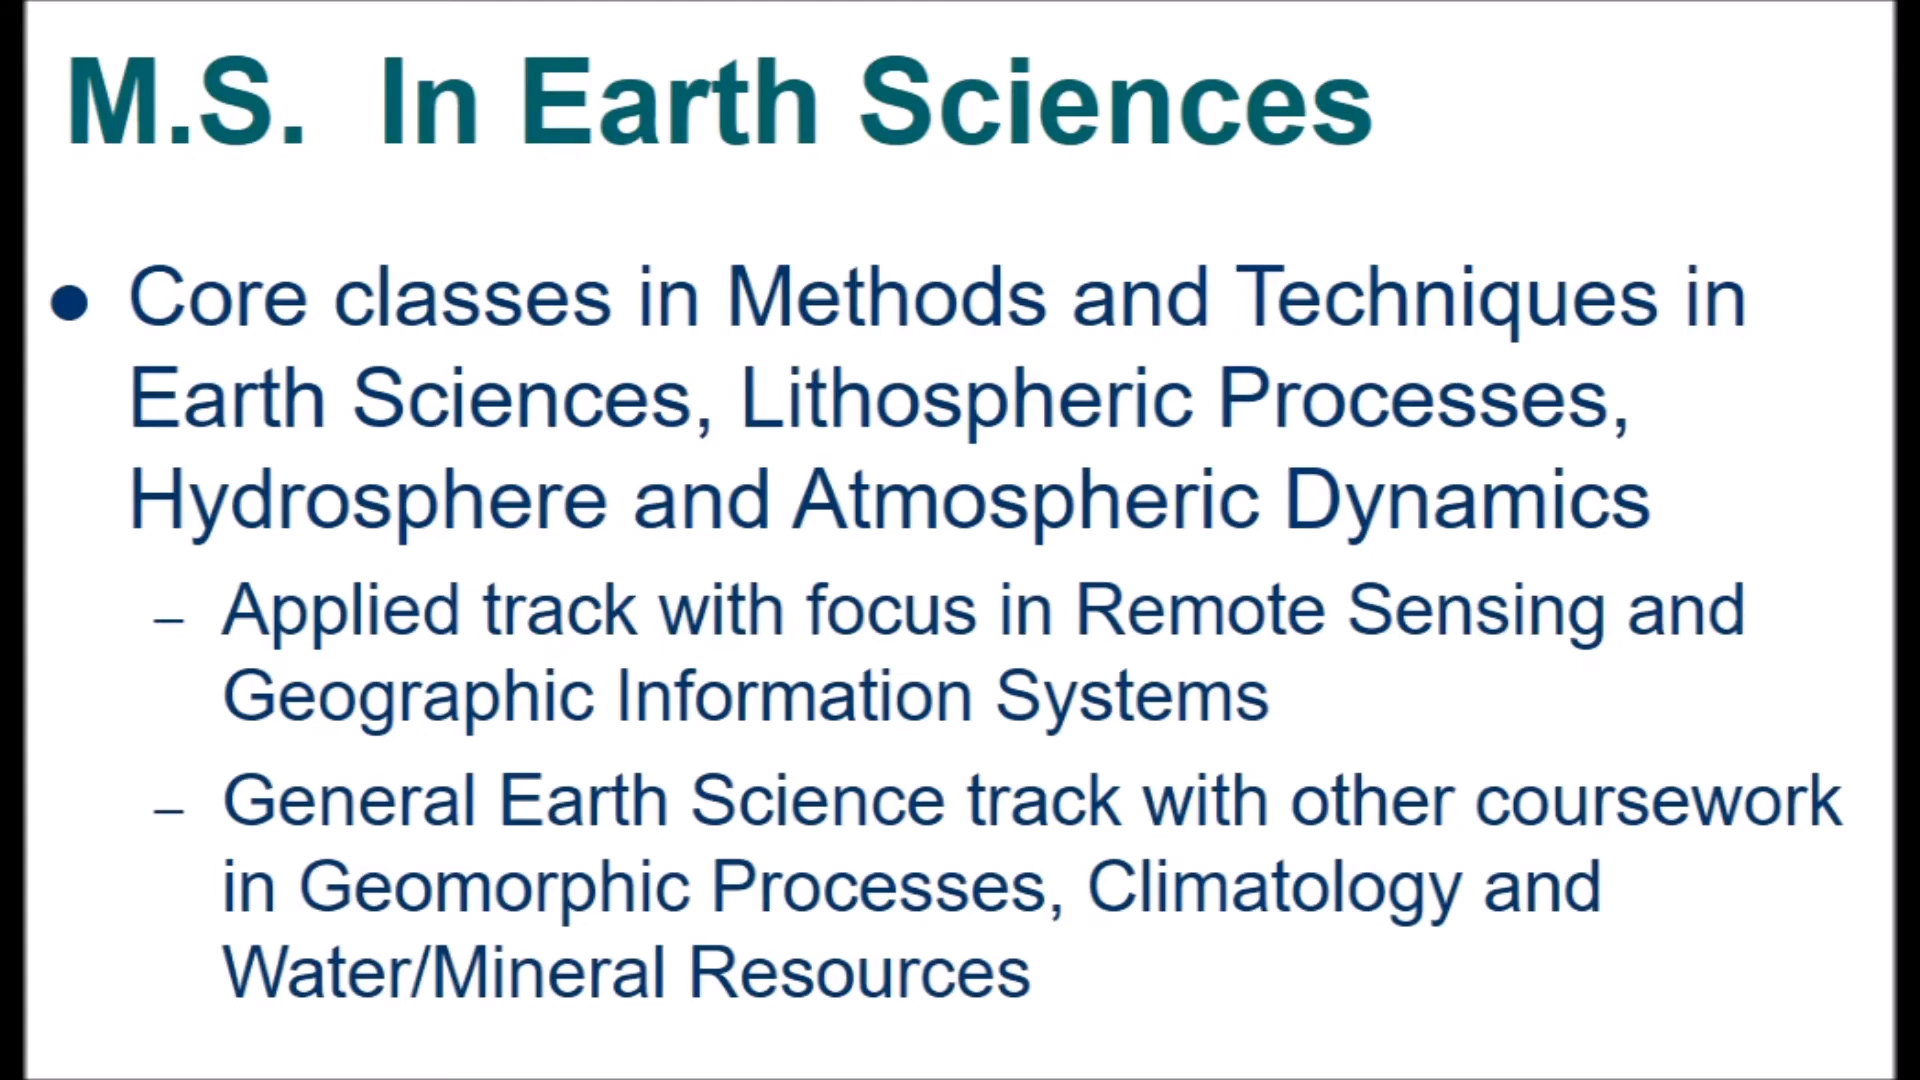 M.S.  In Earth Sciences
● Core classes in Methods and Techniques in
Earth Sciences, Lithospheric Processes,
Hydrosphere and Atmospheric Dynamics
– Applied track with focus in Remote Sensing and
Geographic Information Systems
– General Earth Science track with other coursework
in Geomorphic Processes, Climatology and
Water/Mineral Resources